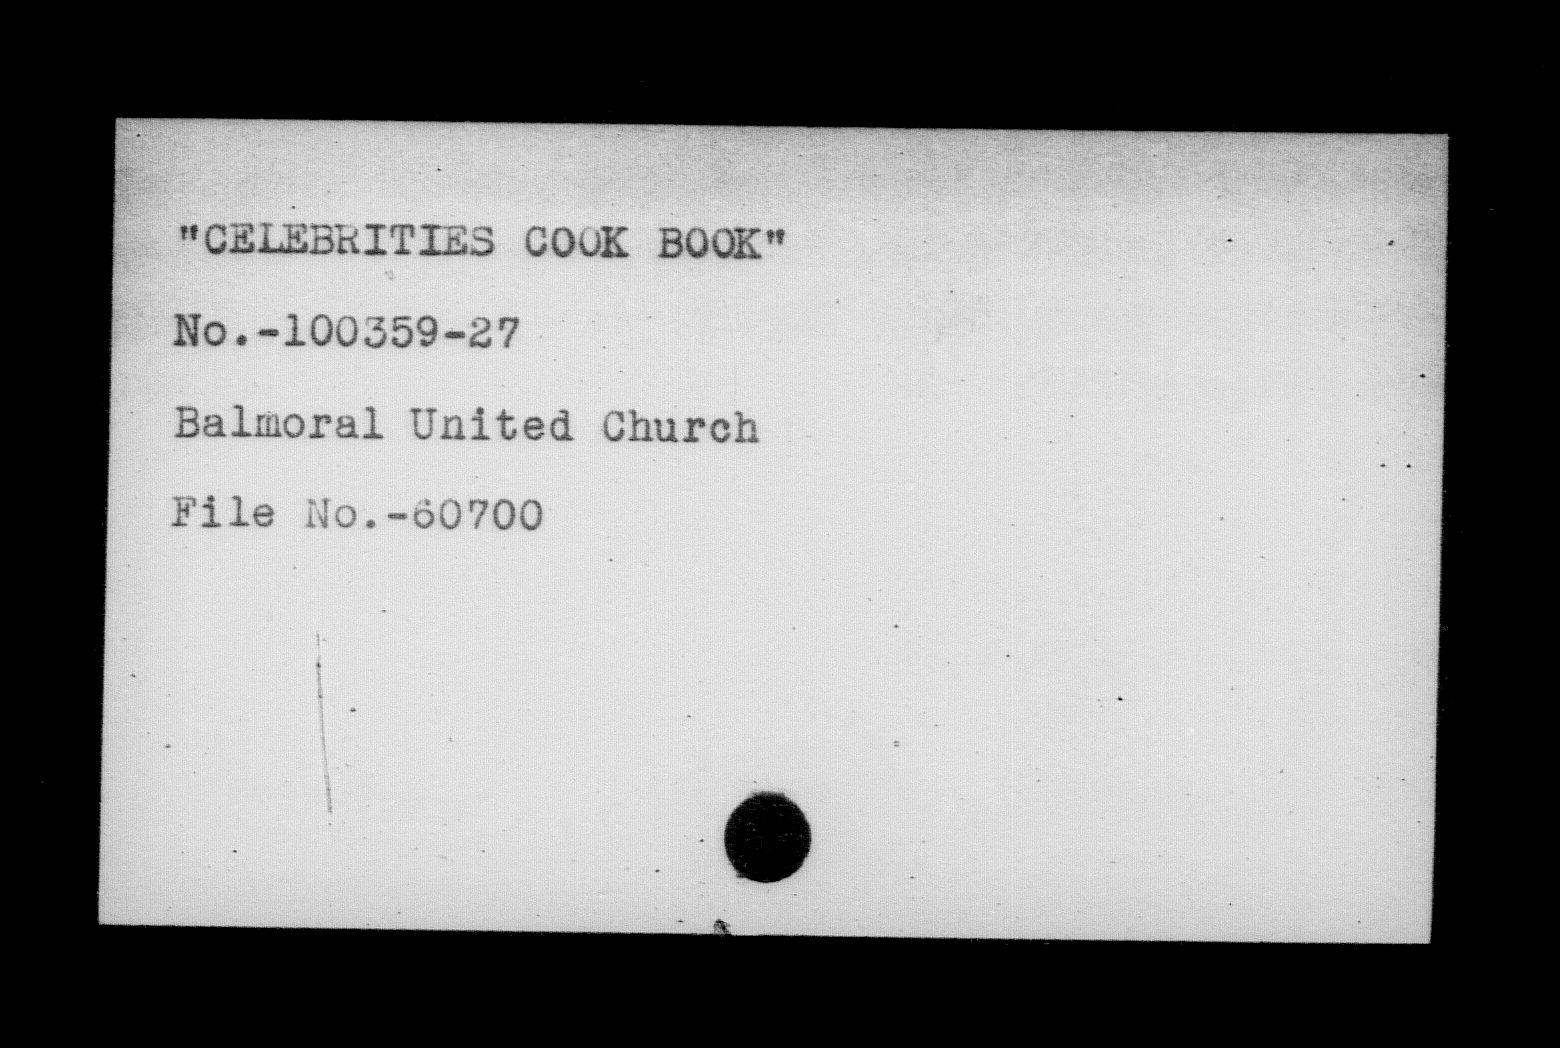 "CELEBRITIES COOK BOOK"
No.-100359-27
Balmoral United Church
File No.-60700